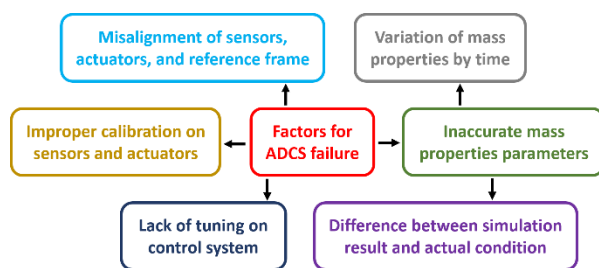 Misalignment of sensors,
actuators, and reference frame
Variation of mass
properties by time
Improper calibration on
sensors and actuators
Factors for
ADCS failure
Inaccurate mass
properties parameters
Lack of tuning on
control system
Difference between simulation
result and actual condition